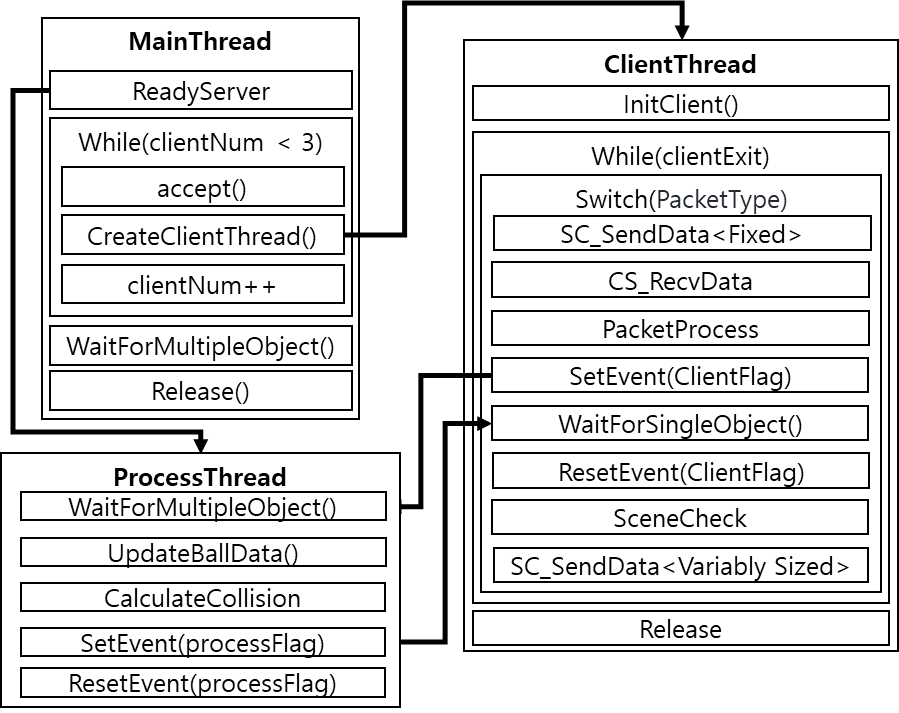 MainThread
ReadyServer
While(clientNum < 3)
accept()
CreateClientThread()
clientNum++
WaitForMultipleObject()
Release()
ProcessThread
WaitForMultipleObject()
UpdateBallData()
CalculateCollision
SetEvent(processFlag)
ResetEvent(processFlag)
ClientThread
InitClient()
While(clientExit)
Switch(PacketType)
SC_SendData<Fixed>
CS_RecvData
PacketProcess
SetEvent(ClientFlag)
WaitForSingleObject()
ResetEvent(ClientFlag)
SceneCheck
SC_SendData<Variably Sized>
Release